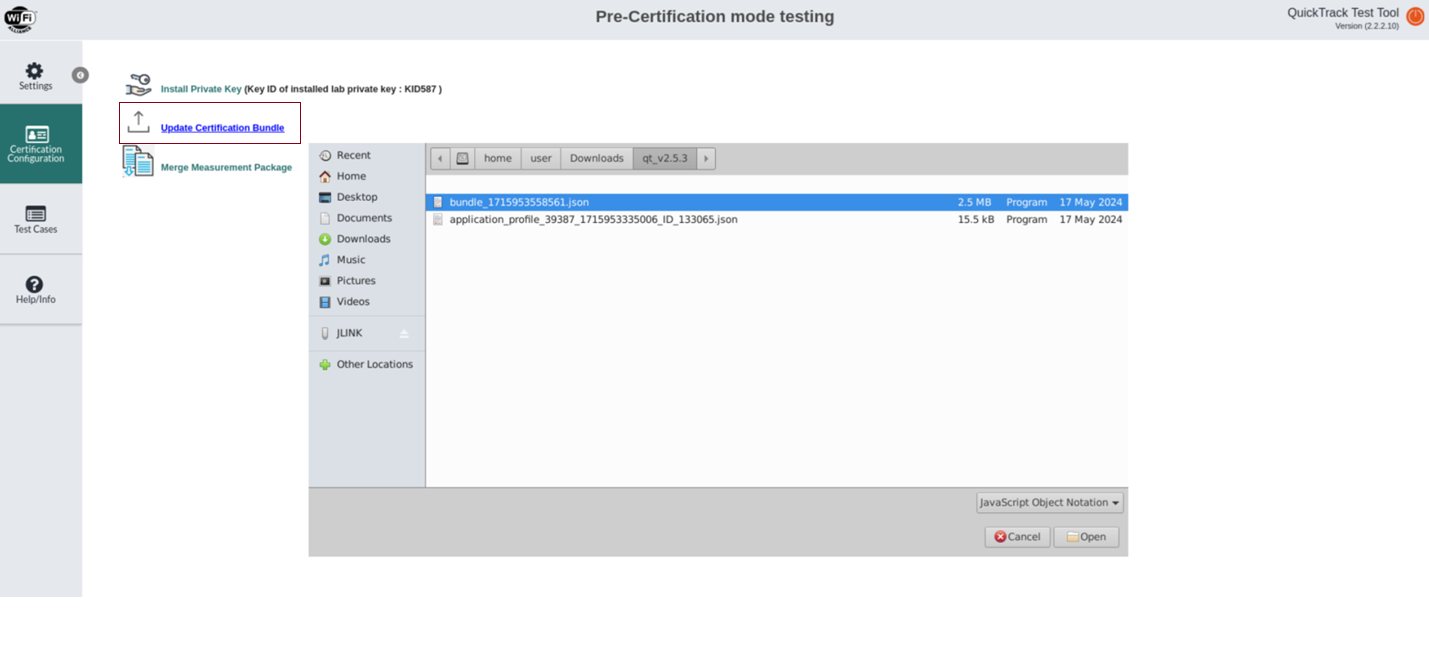 Wi Fi
ALLIANCE
Pre-Certification mode testing
QuickTrack Test Tool
Version (2.2.2.10)
Settings
Certification
Configuration
Test Cases
Help/Info
Install Private Key (Key ID of installed lab private key : KID587 )
Update Certification Bundle
Merge Measurement Package
Recent
Home
Desktop
Documents
Downloads
Music
Pictures
Videos
JLINK
Other Locations
home user Downloads qt_v2.5.3
bundle_1715953558561.json 2.5 MB Program 17 May 2024
application_profile_39387_1715953335006_ID_133065.json 15.5 kB Program 17 May 2024
JavaScript Object Notation
Cancel Open